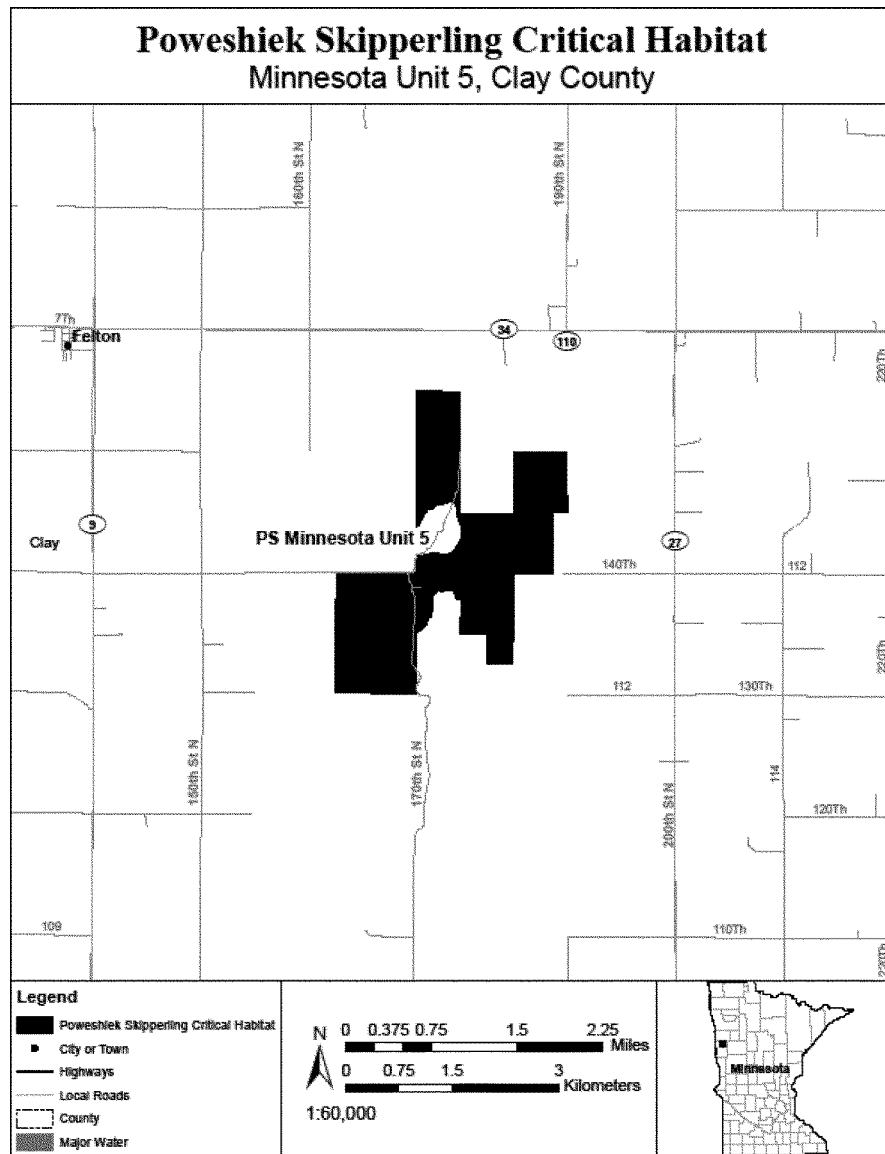 Poweshiek Skipperling Critical Habitat
Minnesota Unit 5, Clay County
160th St N
190th St N
7Th
Felton
34
110
220Th
9
Clay
PS Minnesota Unit 5
27
140Th
112
220Th
112
130Th
150th St N
170th St N
200th St N
114
120Th
109
110Th
220Th
Legend
Poweshiek Skipperling Critical Habitat
City or Town
Highways
Local Roads
County
Major Water
N
0 0.375 0.75 1.5 2.25
Miles
0 0.75 1.5 3
Kilometers
1:60,000
Minnesota